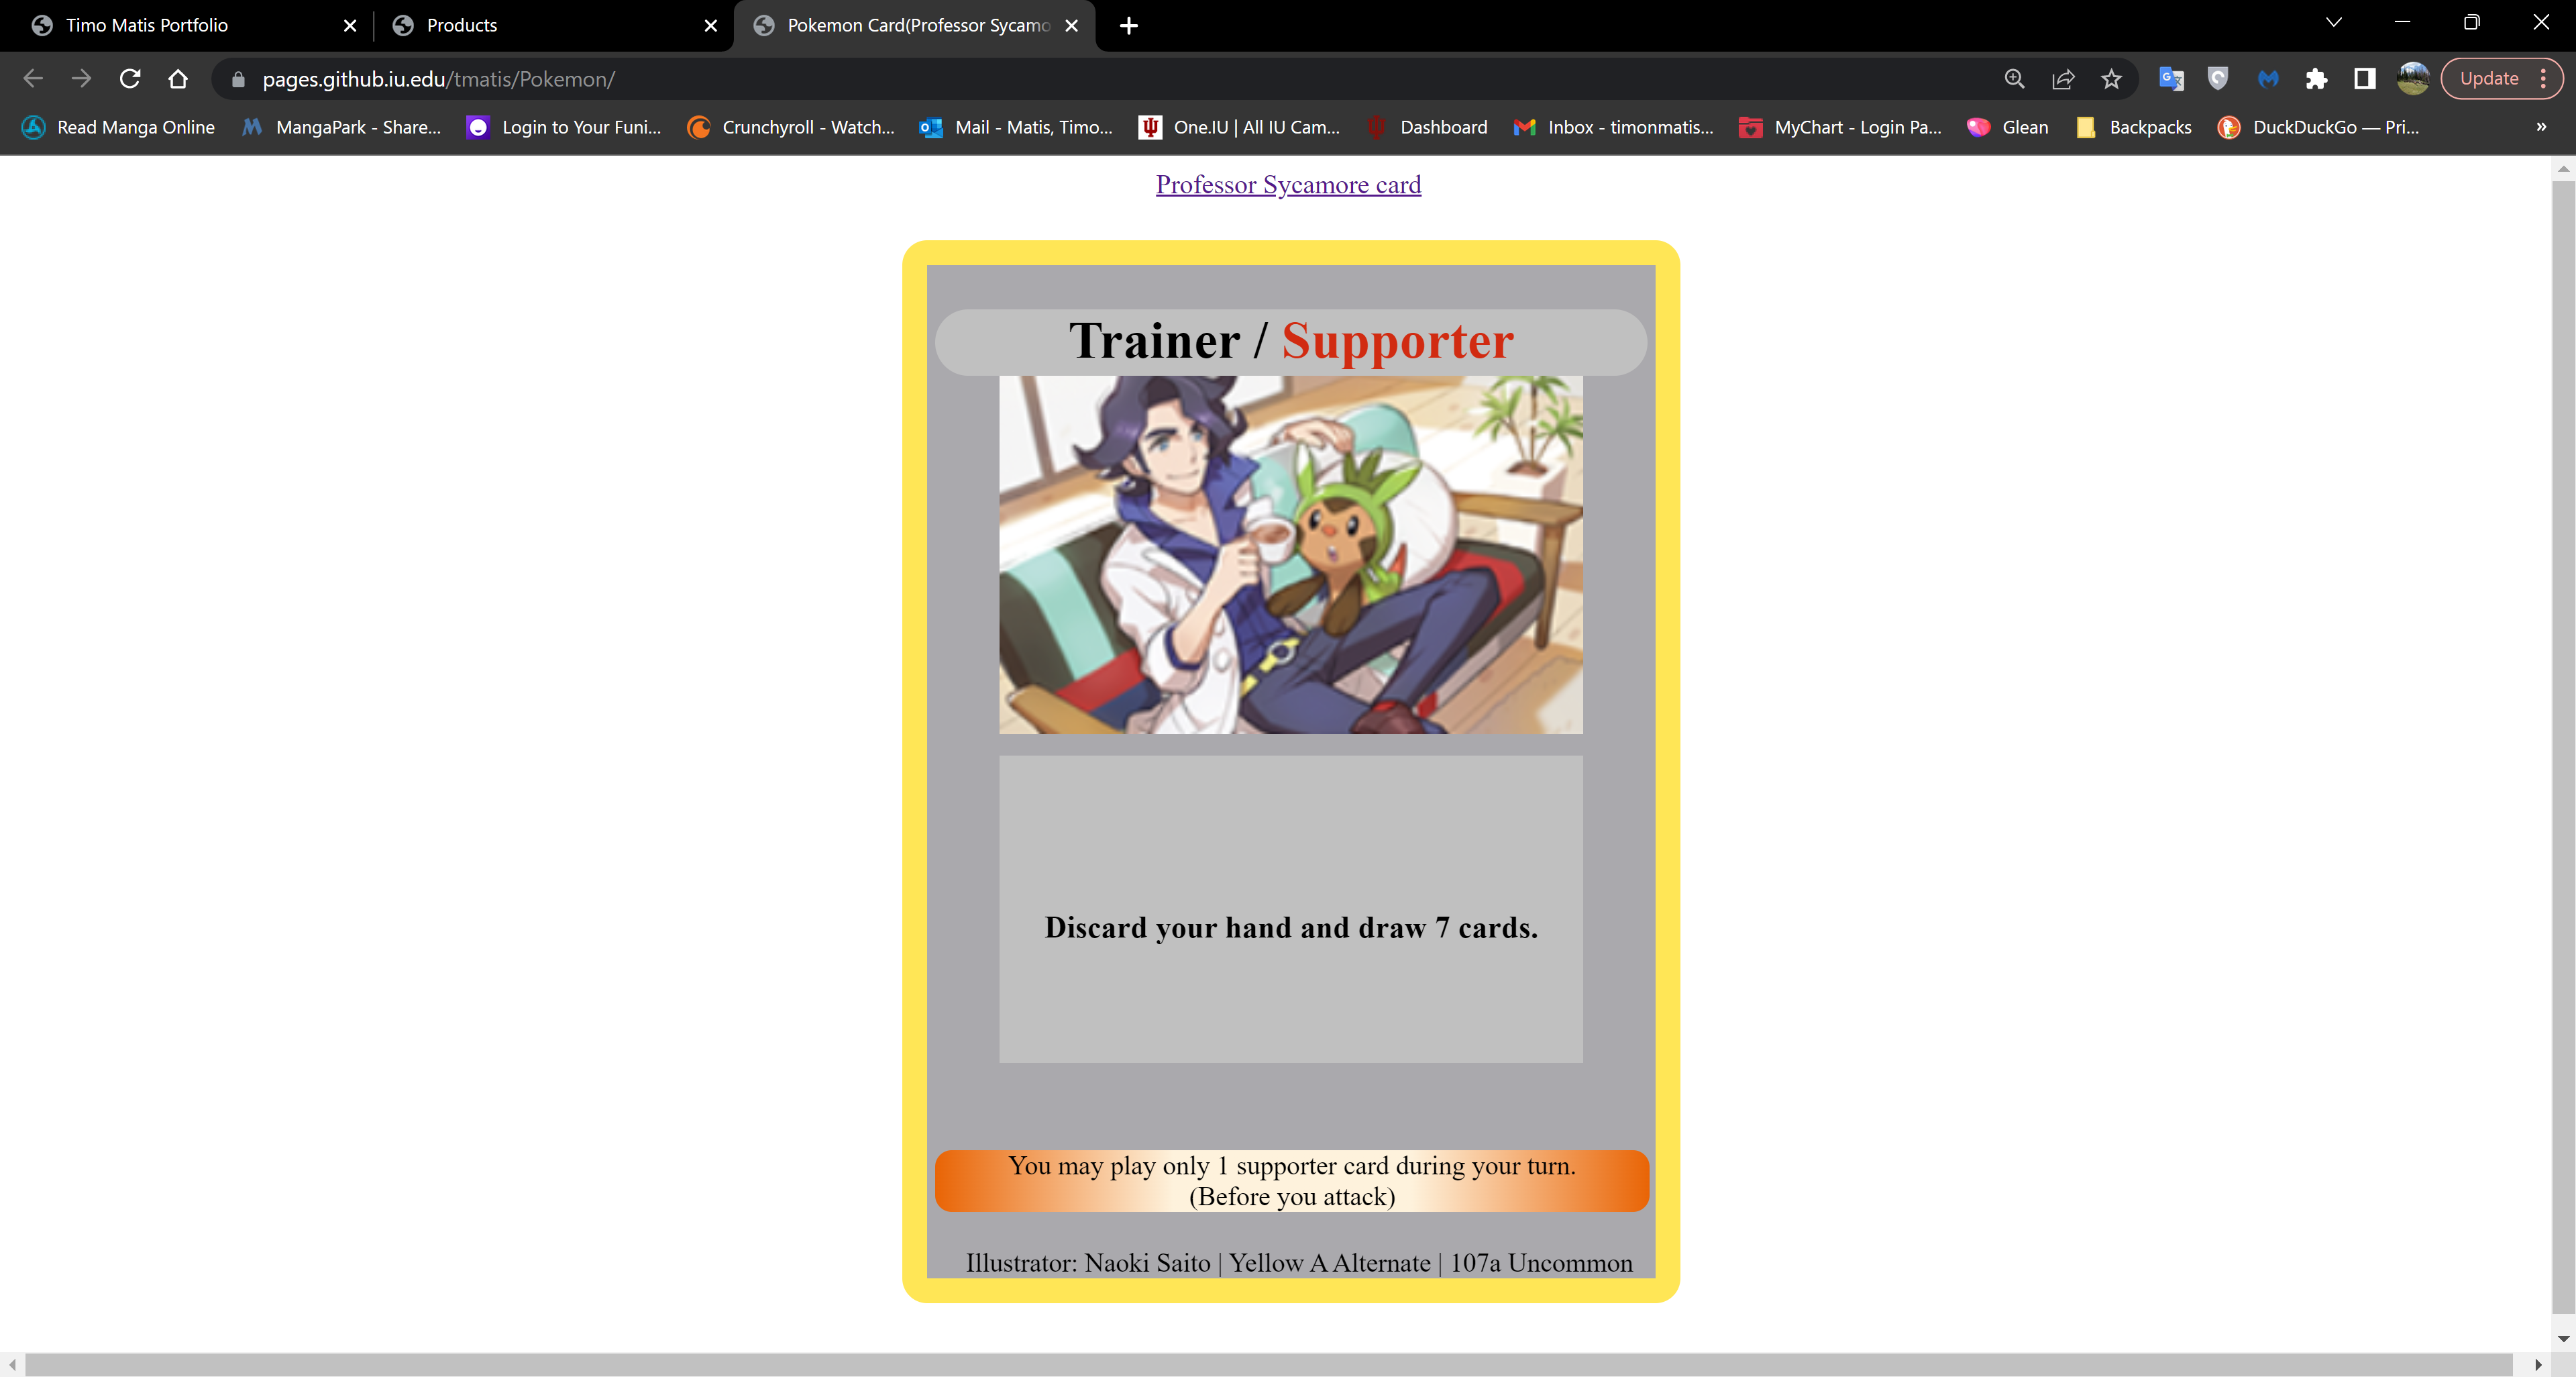 Timo Matis Portfolio
Products
Pokemon Card(Professor Sycamo
pages.github.iu.edu/tmatis/Pokemon/
Update
Read Manga Online
MangaPark - Share...
Login to Your Funi...
Crunchyroll - Watch...
Mail - Matis, Timo...
One.IU | All IU Cam...
Dashboard
Inbox - timonmatis...
MyChart - Login Pa...
Glean
Backpacks
DuckDuckGo — Pri...
»
Professor Sycamore card
Trainer / Supporter
Discard your hand and draw 7 cards.
You may play only 1 supporter card during your turn.
(Before you attack)
Illustrator: Naoki Saito | Yellow A Alternate | 107a Uncommon